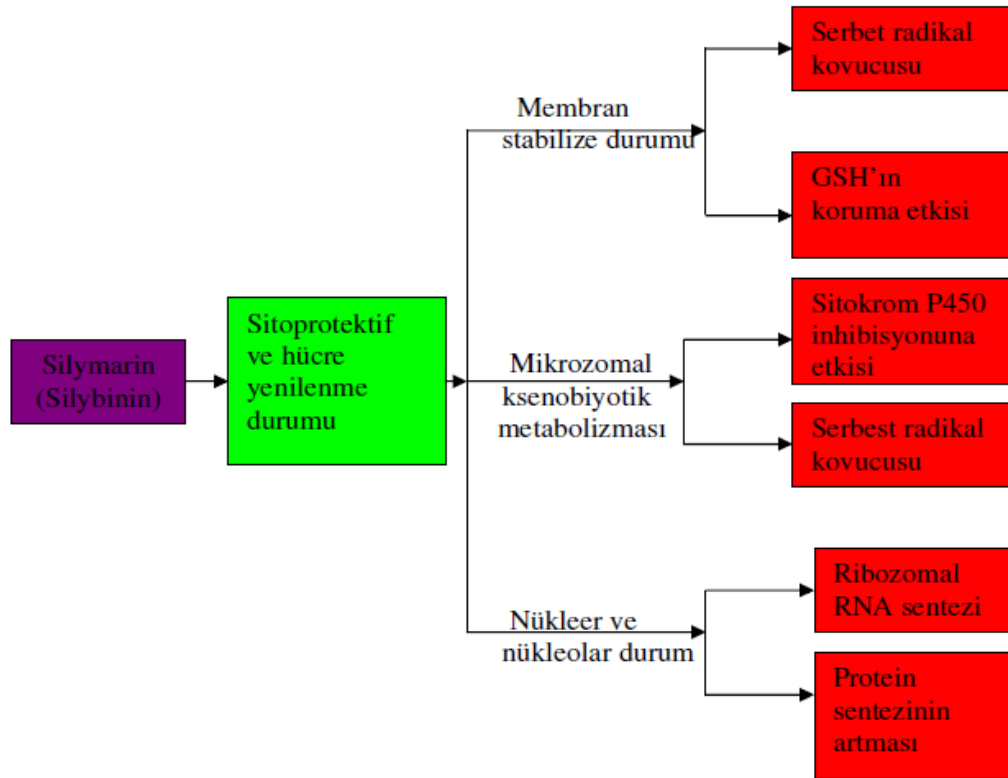 Silymarin
(Silybinin)
Sitoprotektif
ve hücre
yenilenme
durumu
Membran
stabilize durumu
Serbet radikal
kovucusu
GSH’ın
koruma etkisi
Mikrozomal
ksenobiyotik
metabolizması
Sitokrom P450
inhibisyonuna
etkisi
Serbest radikal
kovucusu
Nükleer ve
nükleolar durum
Ribozomal
RNA sentezi
Protein
sentezinin
artması